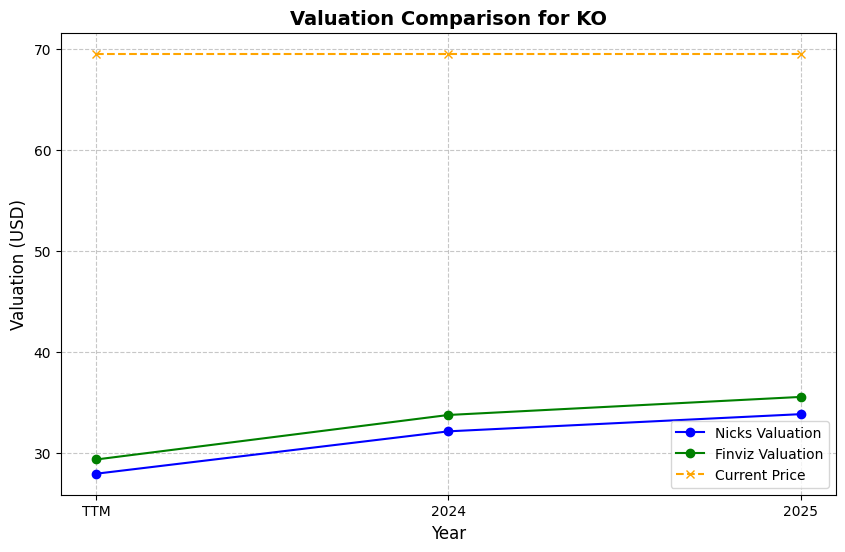 Valuation Comparison for KO
Valuation (USD)
70
60
50
40
30
TTM
2024
2025
Year
Nicks Valuation
Finviz Valuation
Current Price